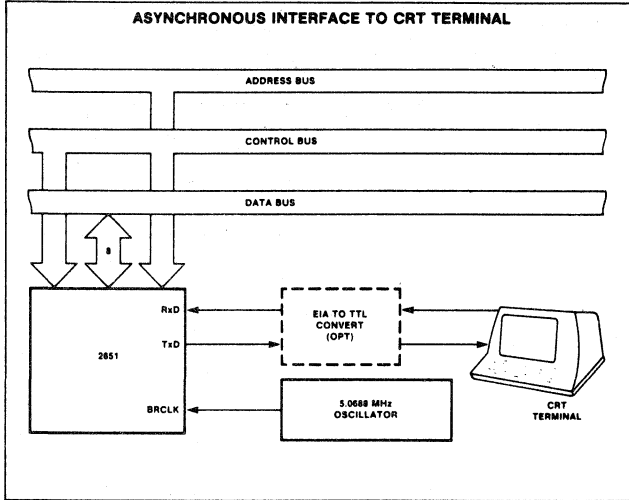 ASYNCHRONOUS INTERFACE TO CRT TERMINAL
ADDRESS BUS
CONTROL BUS
DATA BUS
8
RxD
EIA TO TTL
CONVERT
(OPT)
2651
TxD
BRCLK
5.0688 MHz
OSCILLATOR
CRT
TERMINAL